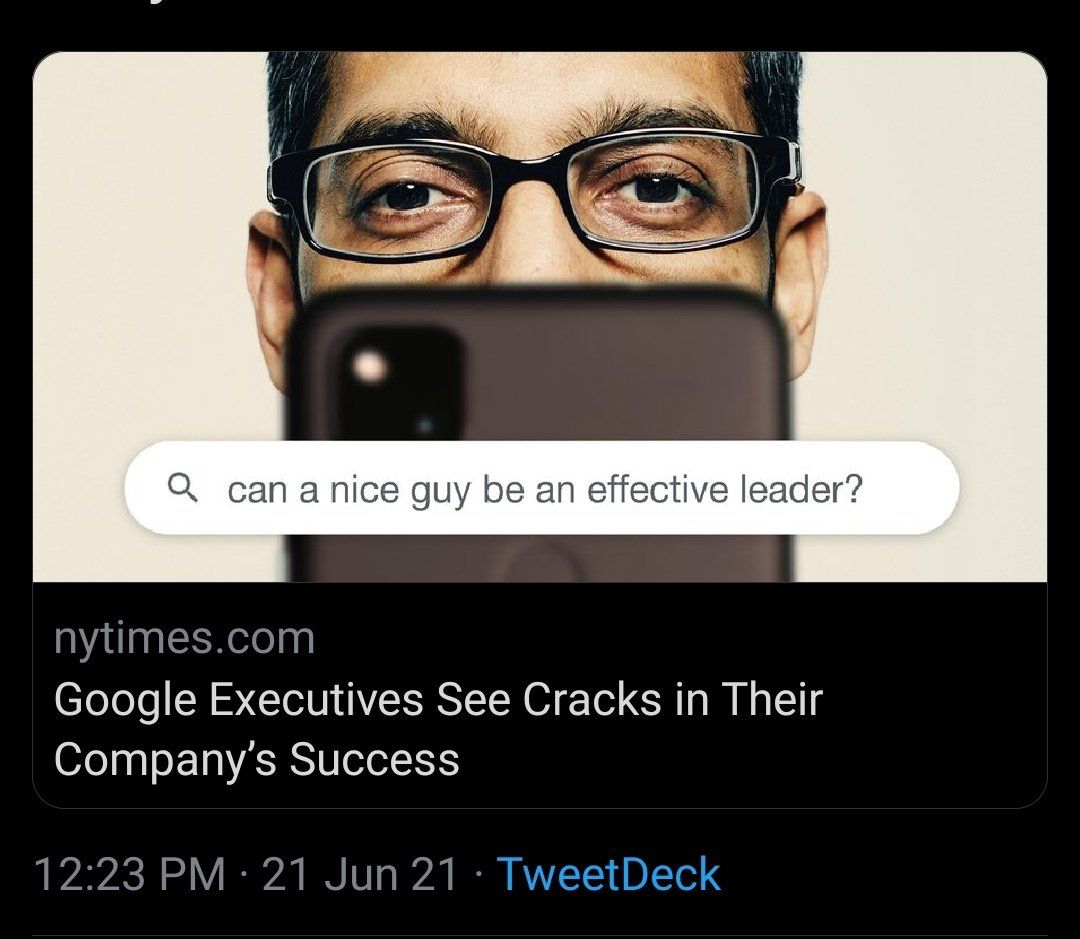 can a nice guy be an effective leader?
nytimes.com
Google Executives See Cracks in Their
Company’s Success
12:23 PM · 21 Jun 21 · TweetDeck